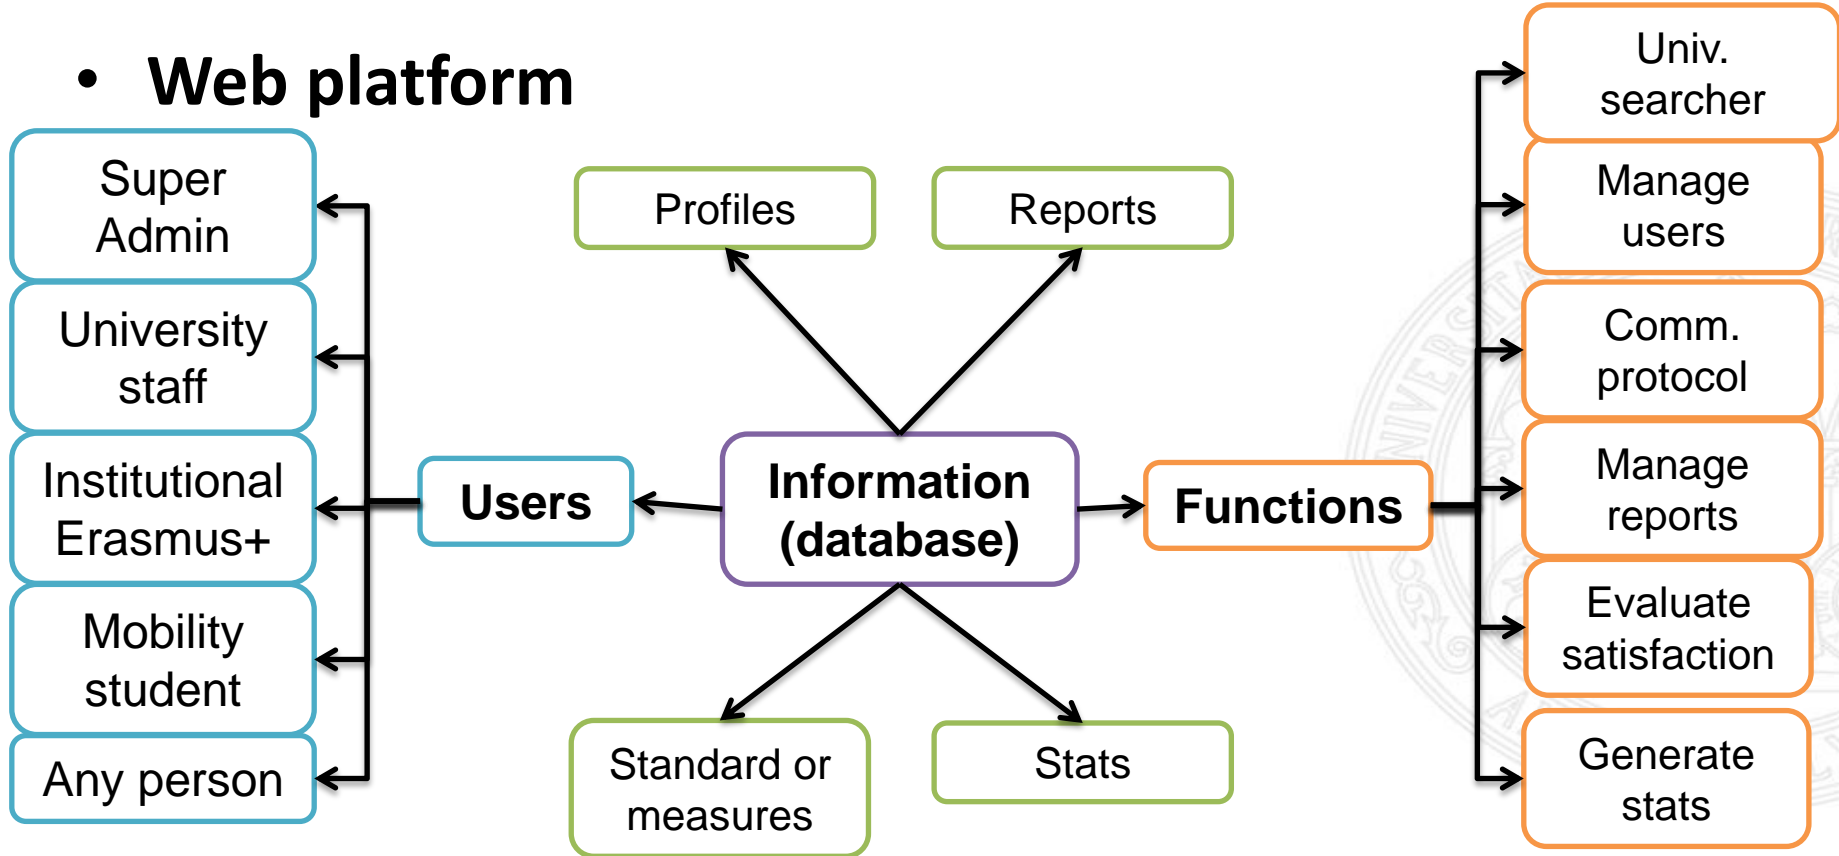 • Web platform
Super
Admin
University
staff
Institutional
Erasmus+
Mobility
student
Any person
Users
Profiles
Reports
Information
(database)
Standard or
measures
Stats
Functions
Univ.
searcher
Manage
users
Comm.
protocol
Manage
reports
Evaluate
satisfaction
Generate
stats